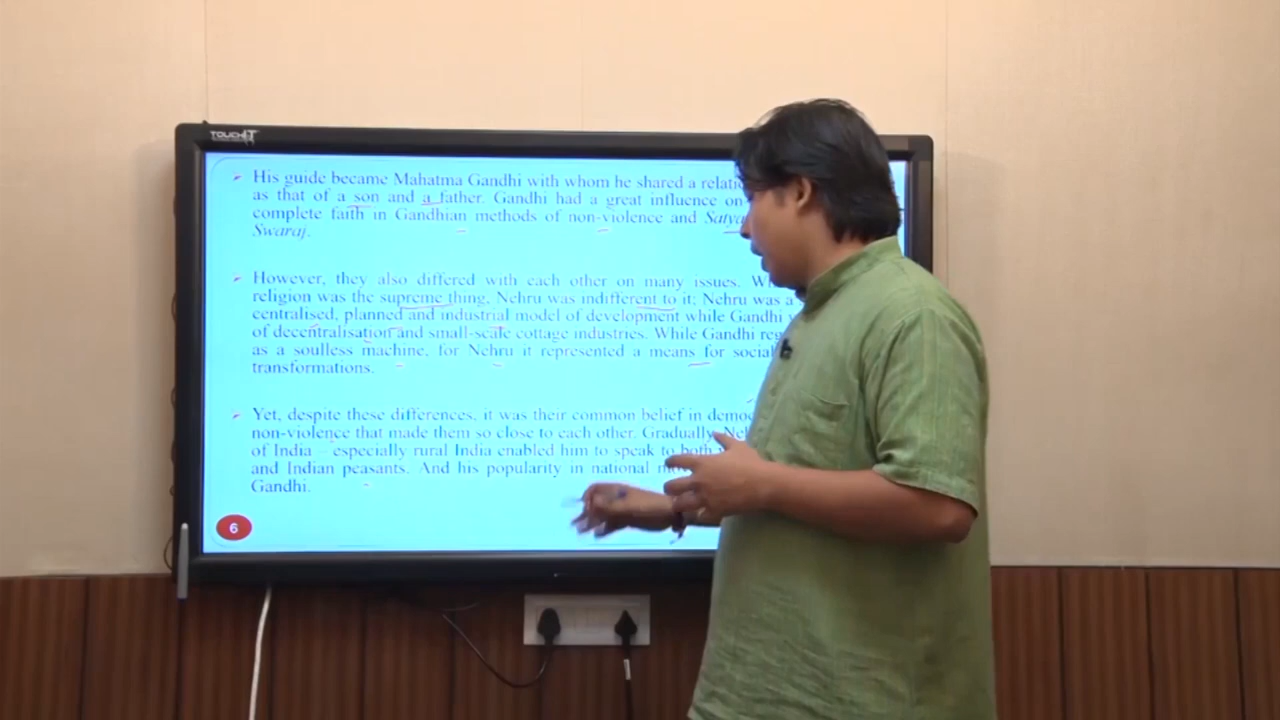 TOUCHIT
➢ His guide became Mahatma Gandhi with whom he shared a
as that of a son and a father. Gandhi had a great influence on
complete faith in Gandhian methods of non-violence and
Swaraj.
➢ However, they also differed with each other on many issues.
religion was the supreme thing, Nehru was indifferent to it; Nehru was a
centralised, planned and industrial model of development while Gandhi
of decentralisation and small-scale cottage industries. While Gandhi
as a soulless machine, for Nehru it represented a means for social
transformations.
➢ Yet, despite these differences, it was their common belief in
non-violence that made them so close to each other. Gradually,
of India – especially rural India enabled him to speak to both
and Indian peasants. And his popularity in national
Gandhi.
6